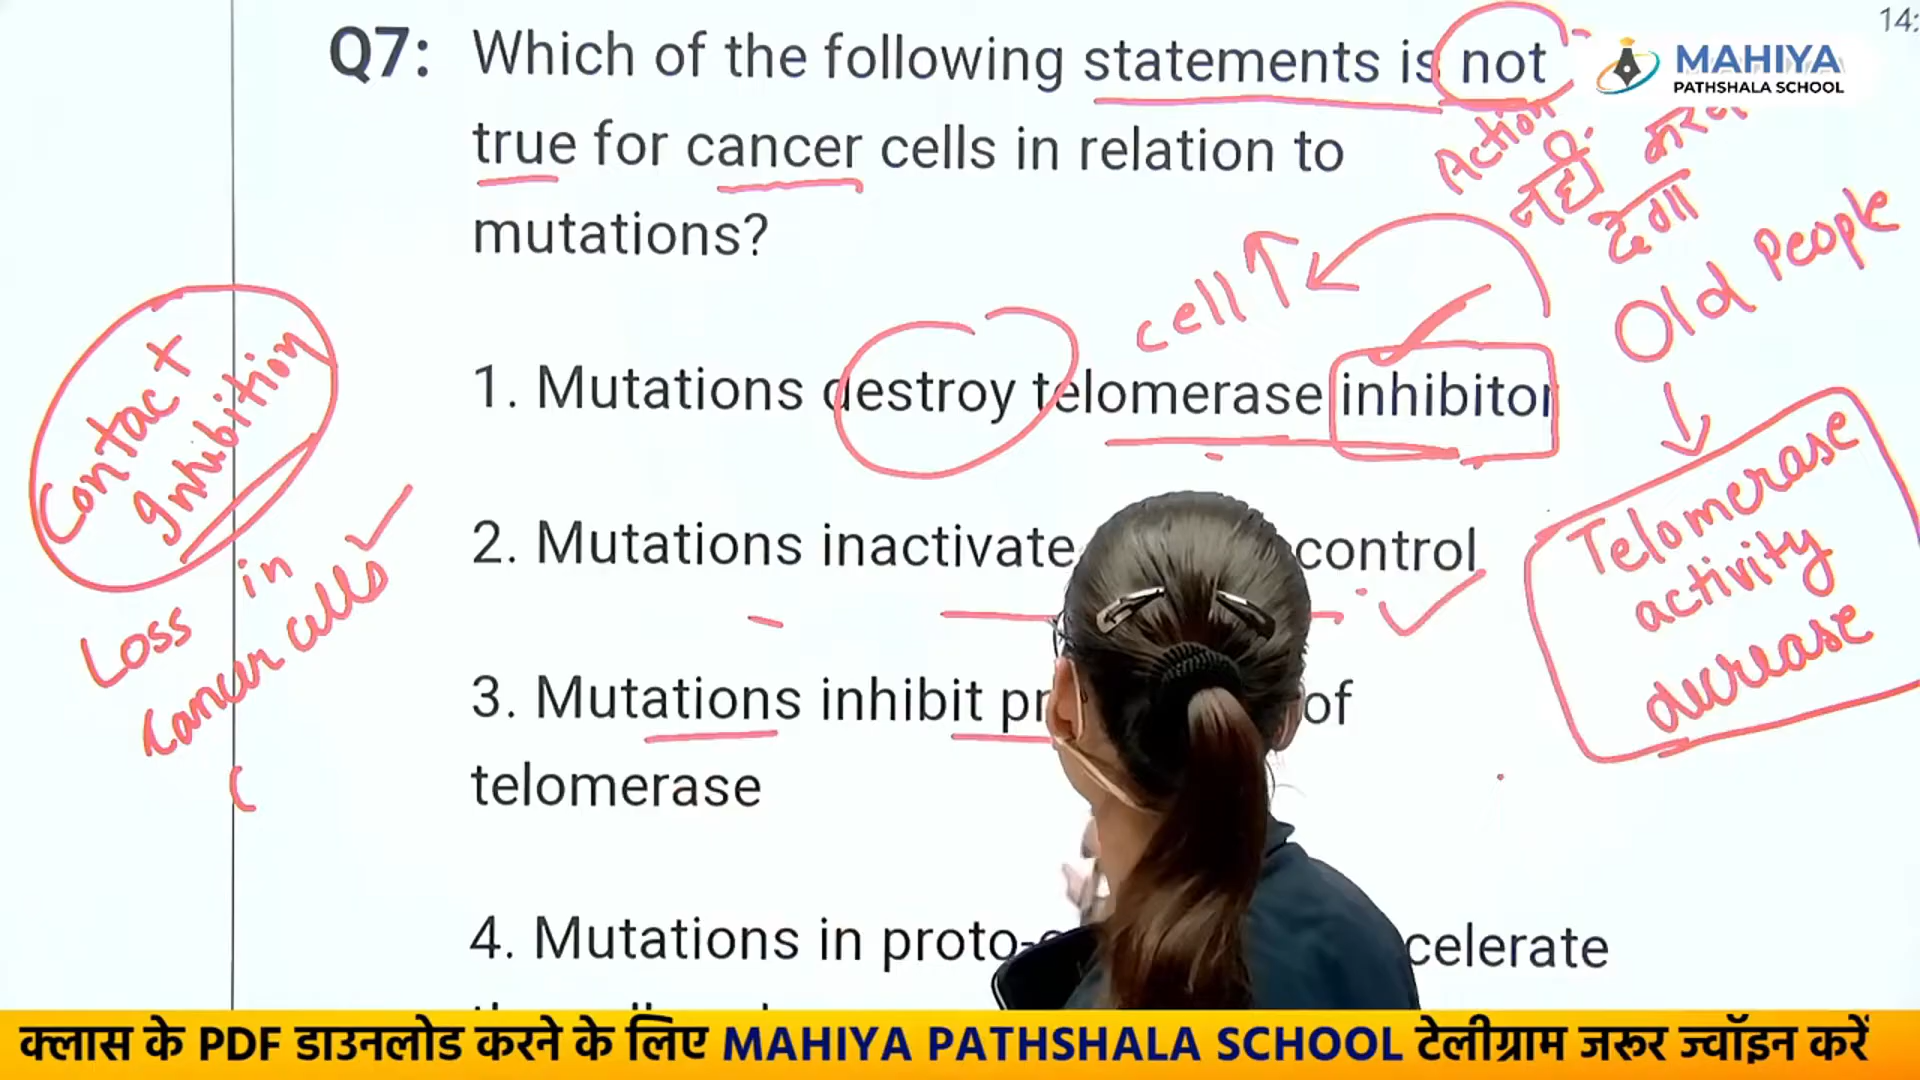 14:
Q7: Which of the following statements is not
true for cancer cells in relation to
mutations?
MAHIYA
PATHSHALA SCHOOL
Action
नही करने
देगा
Old People
cell ↑
Contact
Inhibition
1. Mutations destroy telomerase inhibitor
Telomerase
activity
decrease
2. Mutations inactivate control
Loss in
cancer cells
3. Mutations inhibit of
telomerase
4. Mutations in proto-
क्लास के PDF डाउनलोड करने के लिए MAHIYA PATHSHALA SCHOOL टेलीग्राम जरूर ज्वॉइन करें